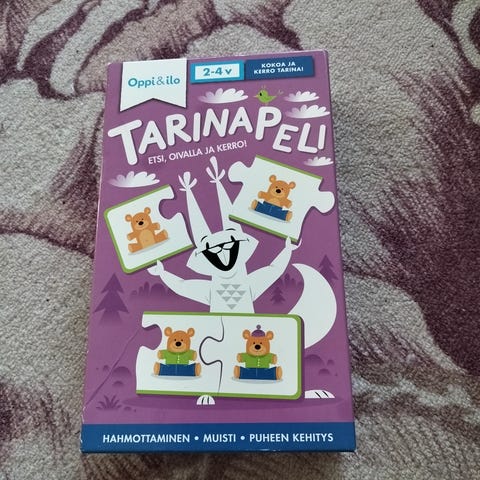 Oppi&ilo
2-4 v
KOKOA JA
KERRO TARINA!
TARINAPELI
ETSI, OIVALLA JA KERRO!
HAHMOTTAMINEN • MUISTI • PUHEEN KEHITYS